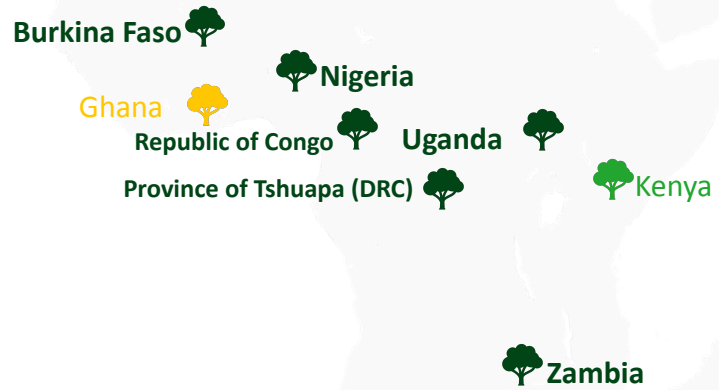 Burkina Faso
Nigeria
Ghana
Republic of Congo
Uganda
Province of Tshuapa (DRC)
Kenya
Zambia